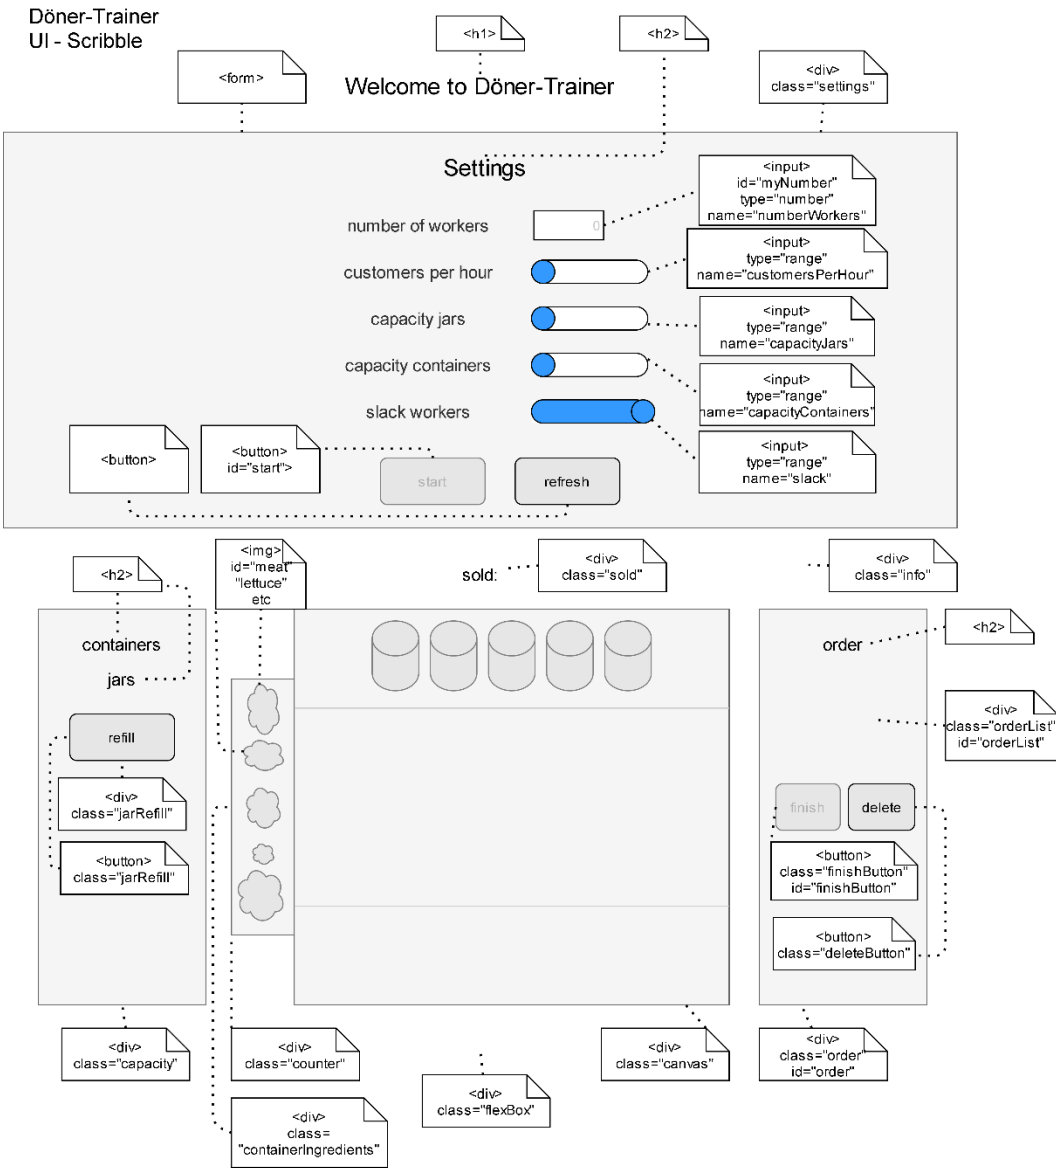 Döner-Trainer
UI - Scribble
<h1>
<h2>
<form>
Welcome to Döner-Trainer
<div>
class="settings"
Settings
<input>
id="myNumber"
type="number"
name="numberWorkers"
number of workers
0
<input>
type="range"
name="customersPerHour"
customers per hour
<input>
type="range"
name="capacityJars"
capacity jars
capacity containers
<input>
type="range"
name="capacityContainers"
slack workers
<input>
type="range"
name="slack"
<button>
<button>
id="start">
start
refresh
<h2>
<img>
id="meat"
"lettuce"
etc
sold:
<div>
class="sold"
<div>
class="info"
containers
jars
order
<h2>
refill
<div>
class="orderList"
id="orderList"
<div>
class="jarRefill"
finish
delete
<button>
class="jarRefill"
<button>
class="finishButton"
id="finishButton"
<button>
class="deleteButton"
<div>
class="capacity"
<div>
class="counter"
<div>
class="canvas"
<div>
class="order"
id="order"
<div>
class="flexBox"
<div>
class=
"containerIngredients"